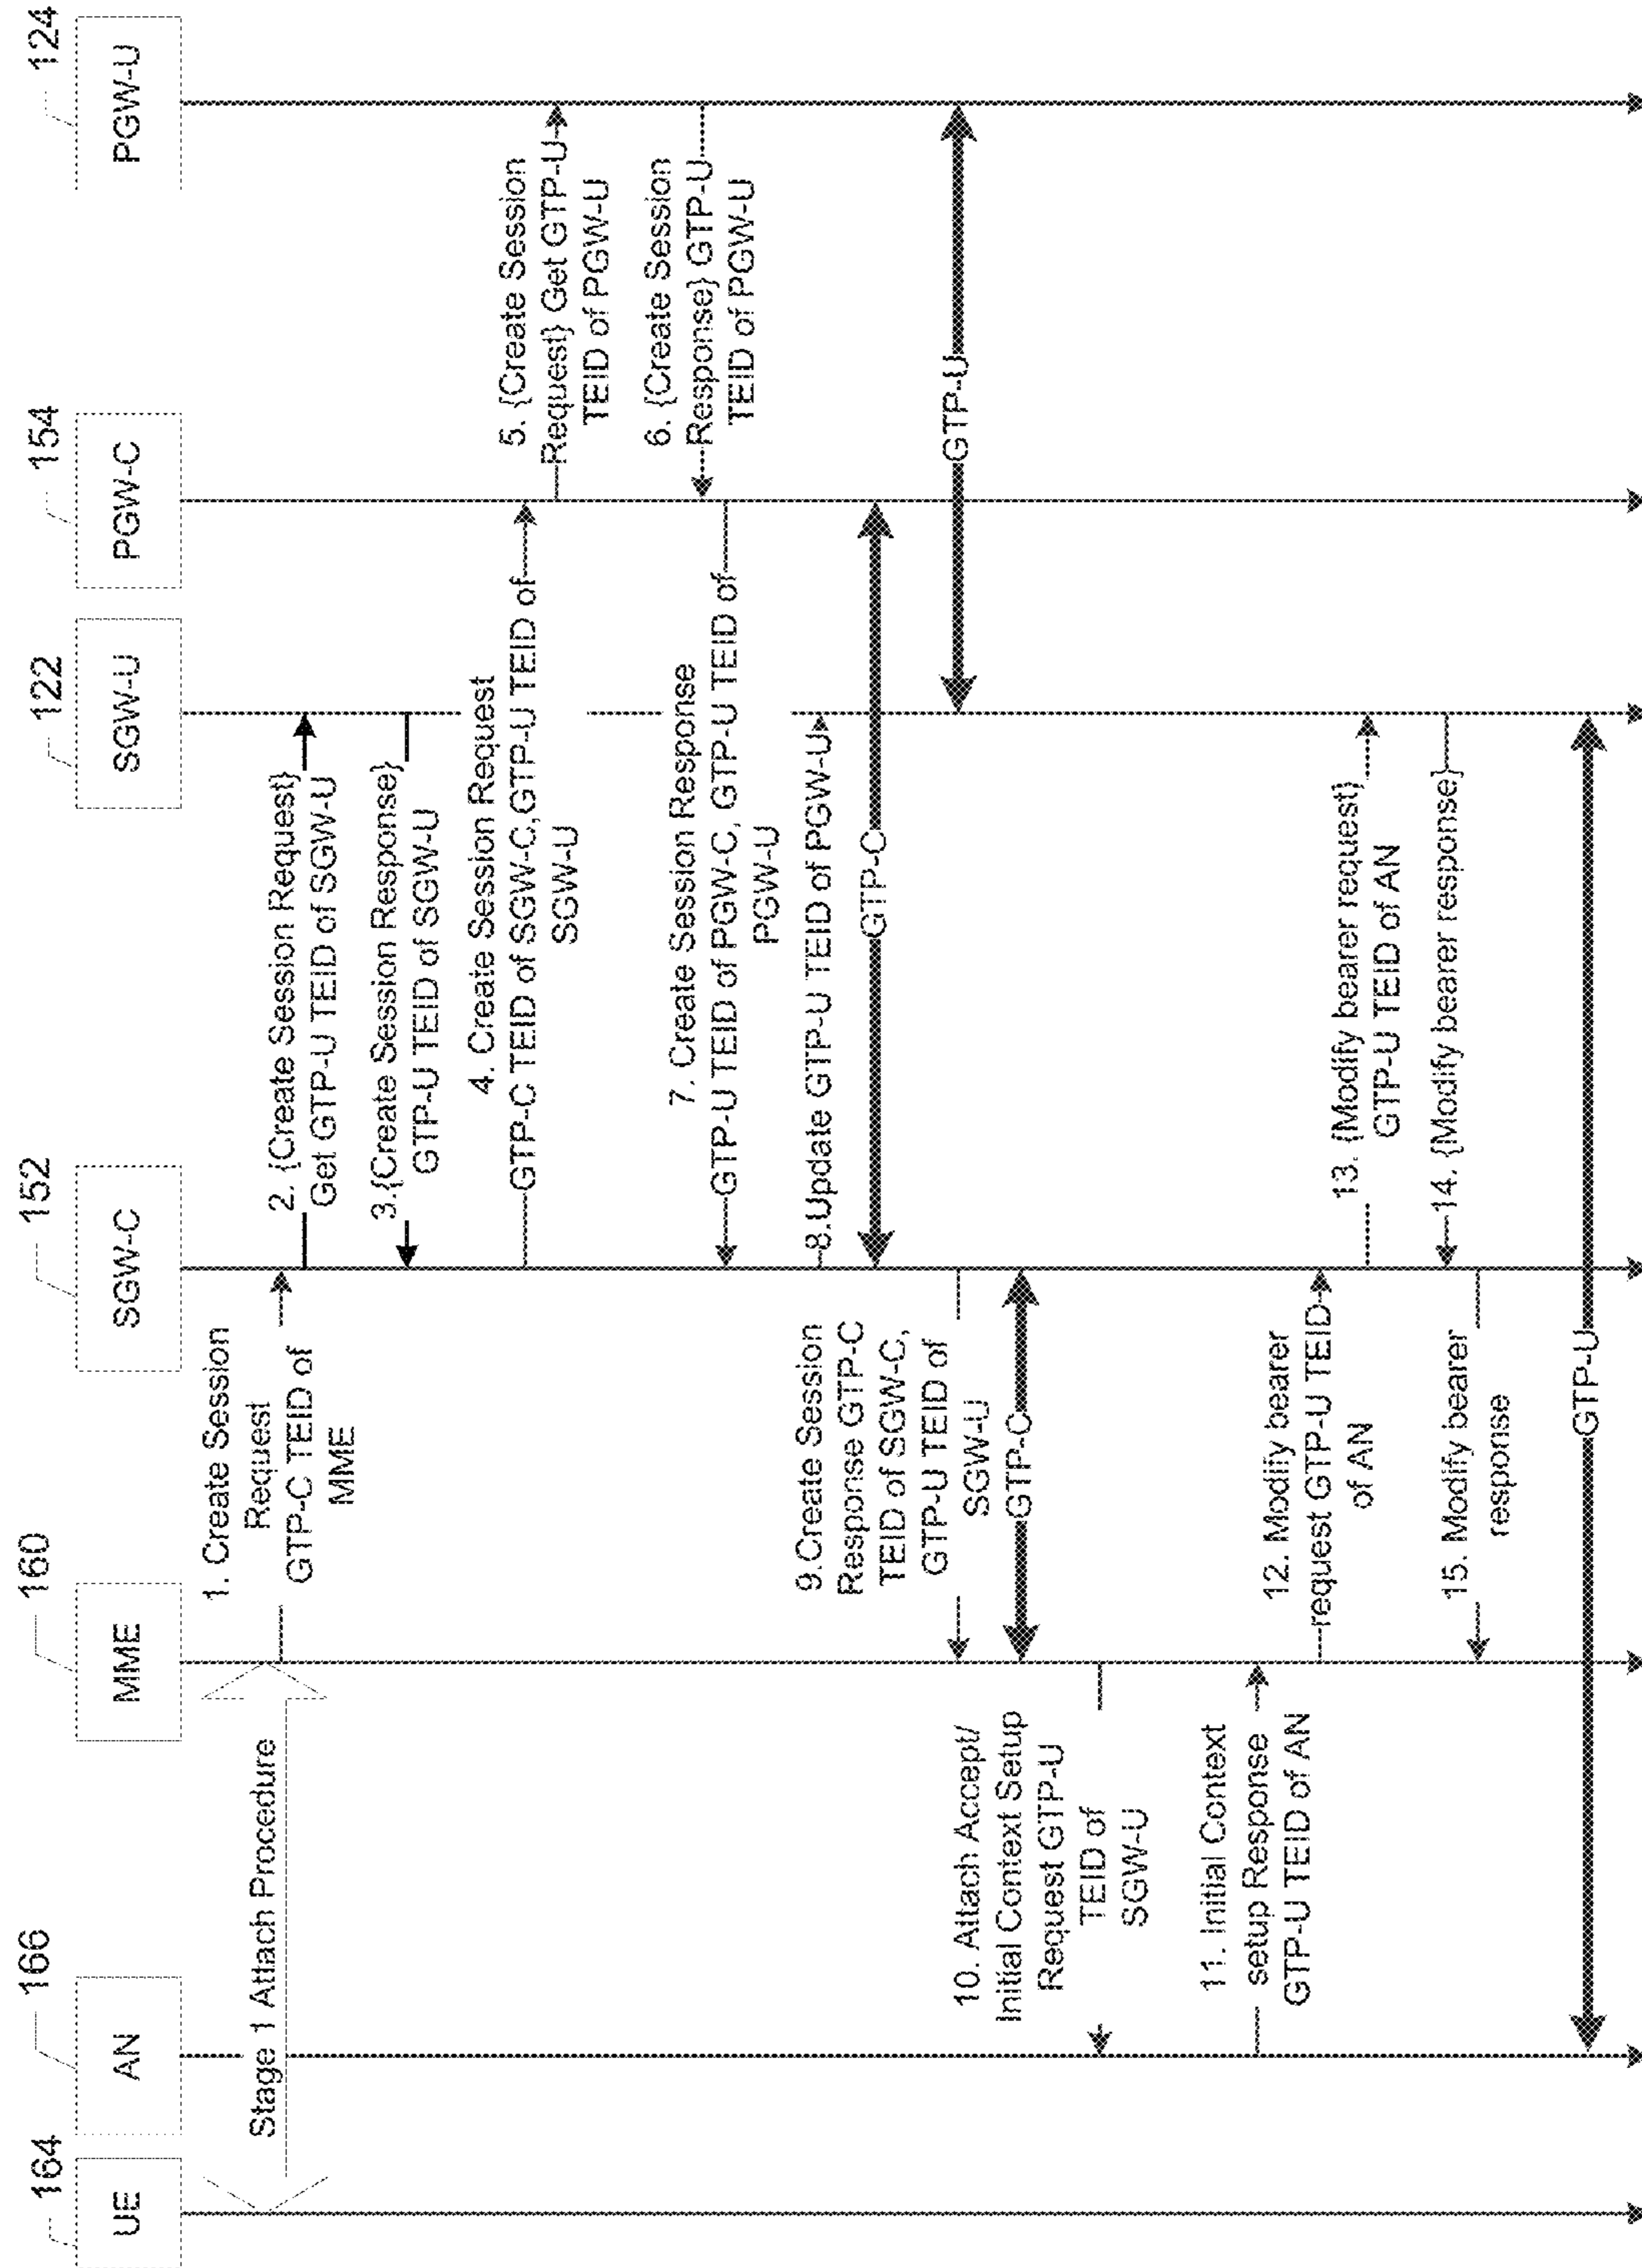 164
166
160
152
122
154
124
UE
AN
MME
SGW-C
SGW-U
PGW-C
PGW-U
Stage 1 Attach Procedure
1. Create Session
Request
GTP-C TEID of
MME
2. {Create Session Request}
Get GTP-U TEID of SGW-U
3.{Create Session Response}
GTP-U TEID of SGW-U
4. Create Session Request
GTP-C TEID of SGW-C,GTP-U TEID of
SGW-U
5. {Create Session
Request} Get GTP-U
TEID of PGW-U
6. {Create Session
Response} GTP-U
TEID of PGW-U
7. Create Session Response
GTP-U TEID of PGW-C, GTP-U TEID of
PGW-U
8.Update GTP-U TEID of PGW-U
GTP-C
9.Create Session
Response GTP-C
TEID of SGW-C,
GTP-U TEID of
SGW-U
GTP-U
GTP-C
10. Attach Accept/
Initial Context Setup
Request GTP-U
TEID of
SGW-U
11. Initial Context
setup Response
GTP-U TEID of AN
12. Modify bearer
request GTP-U TEID
of AN
13. {Modify bearer request}
GTP-U TEID of AN
14. {Modify bearer response}
15. Modify bearer
response
GTP-U